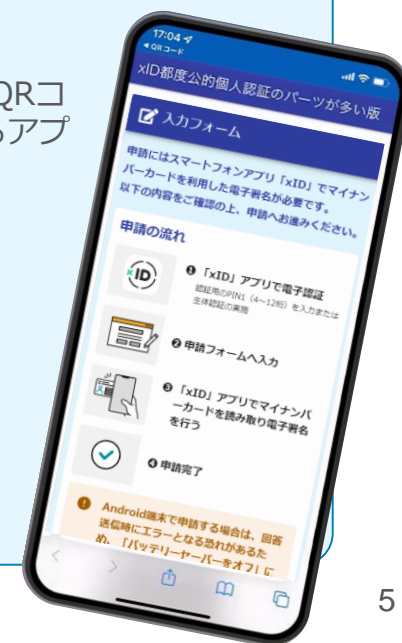 QRコ
るアプ
17:04
◀ QRコード
xID都度公的個人認証のパーツが多い版
入力フォーム
申請にはスマートフォンアプリ「xID」でマイナン
バーカードを利用した電子署名が必要です。
以下の内容をご確認の上、申請へお進みください。
申請の流れ
xID
❶ 「xID」アプリで電子認証
認証用のPIN1（4～12桁）を入力または
生体認証の実施
❷ 申請フォームへ入力
❸ 「xID」アプリでマイナンバ
ーカードを読み取り電子署名
を行う
❹ 申請完了
Android端末で申請する場合は、回答
送信時にエラーとなる恐れがあるた
め、「バッテリーセーバーをオフ」に
5